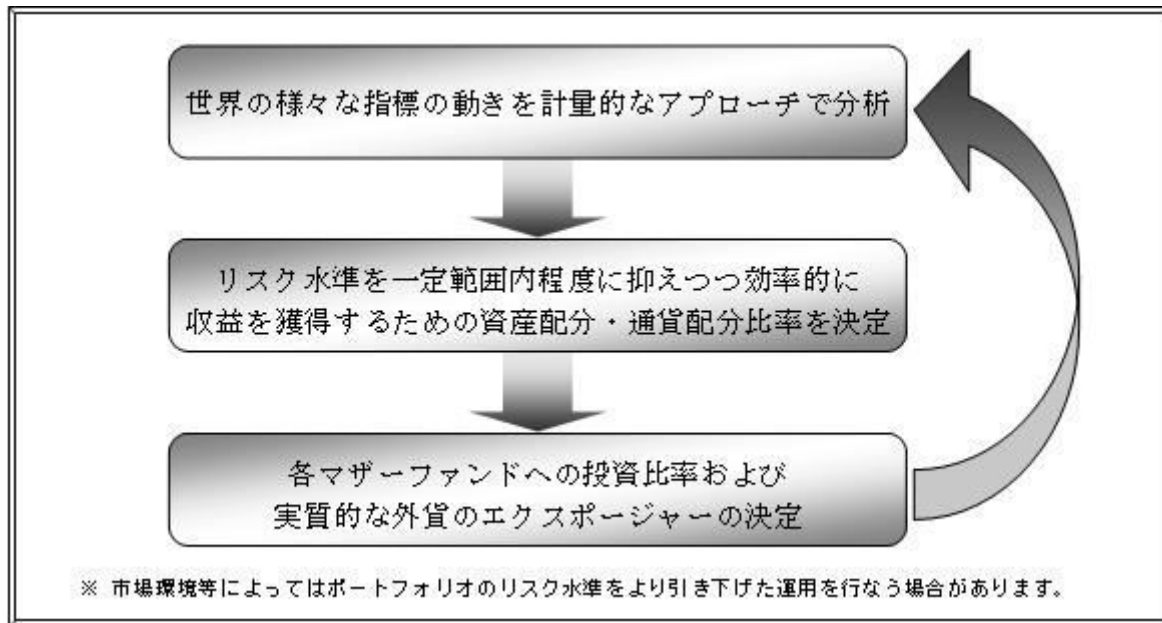 世界の様々な指標の動きを計量的なアプローチで分析
リスク水準を一定範囲内程度に抑えつつ効率的に
収益を獲得するための資産配分・通貨配分比率を決定
各マザーファンドへの投資比率および
実質的な外貨のエクスポージャーの決定
※ 市場環境等によってはポートフォリオのリスク水準をより引き下げた運用を行なう場合があります。